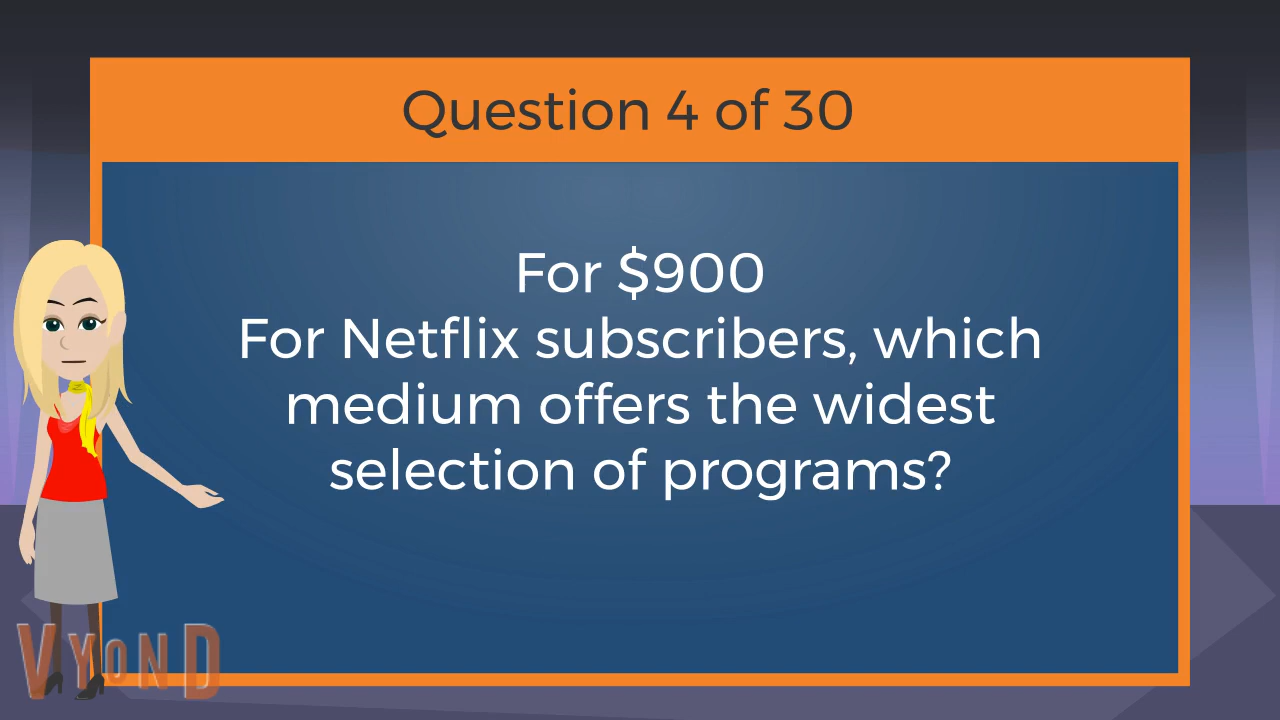 Question 4 of 30
For $900
For Netflix subscribers, which
medium offers the widest
selection of programs?
VYOND